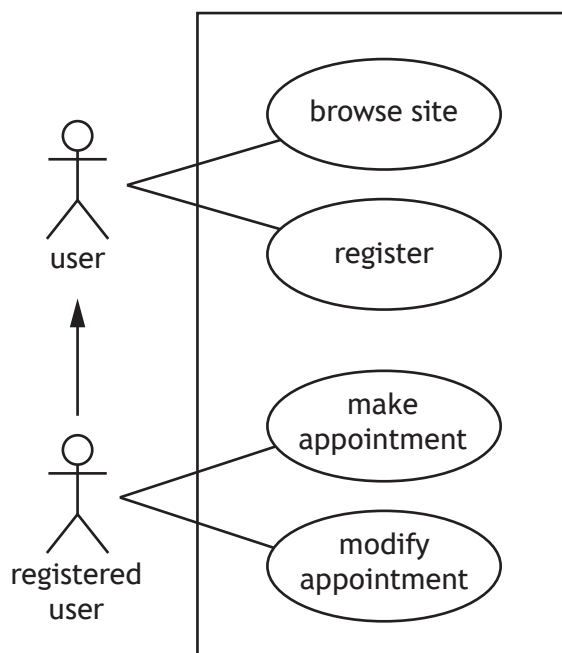 browse site
user
register
make
appointment
registered
user
modify
appointment